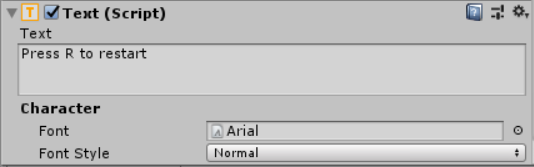 Text (Script)
Text
Press R to restart
Character
Font Arial
Font Style Normal